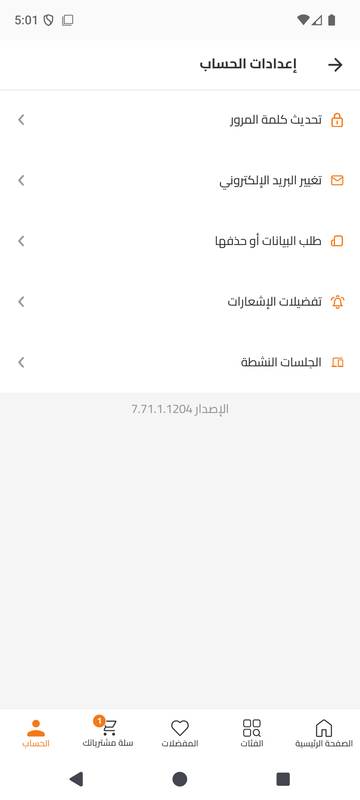 5:01
إعدادات الحساب
تحديث كلمة المرور
تغيير البريد الإلكتروني
طلب البيانات أو حذفها
تفضيلات الإشعارات
الجلسات النشطة
الإصدار 7.71.1.1204
الصفحة الرئيسية
الفئات
المفضلات
1
سلة مشترياتك
الحساب